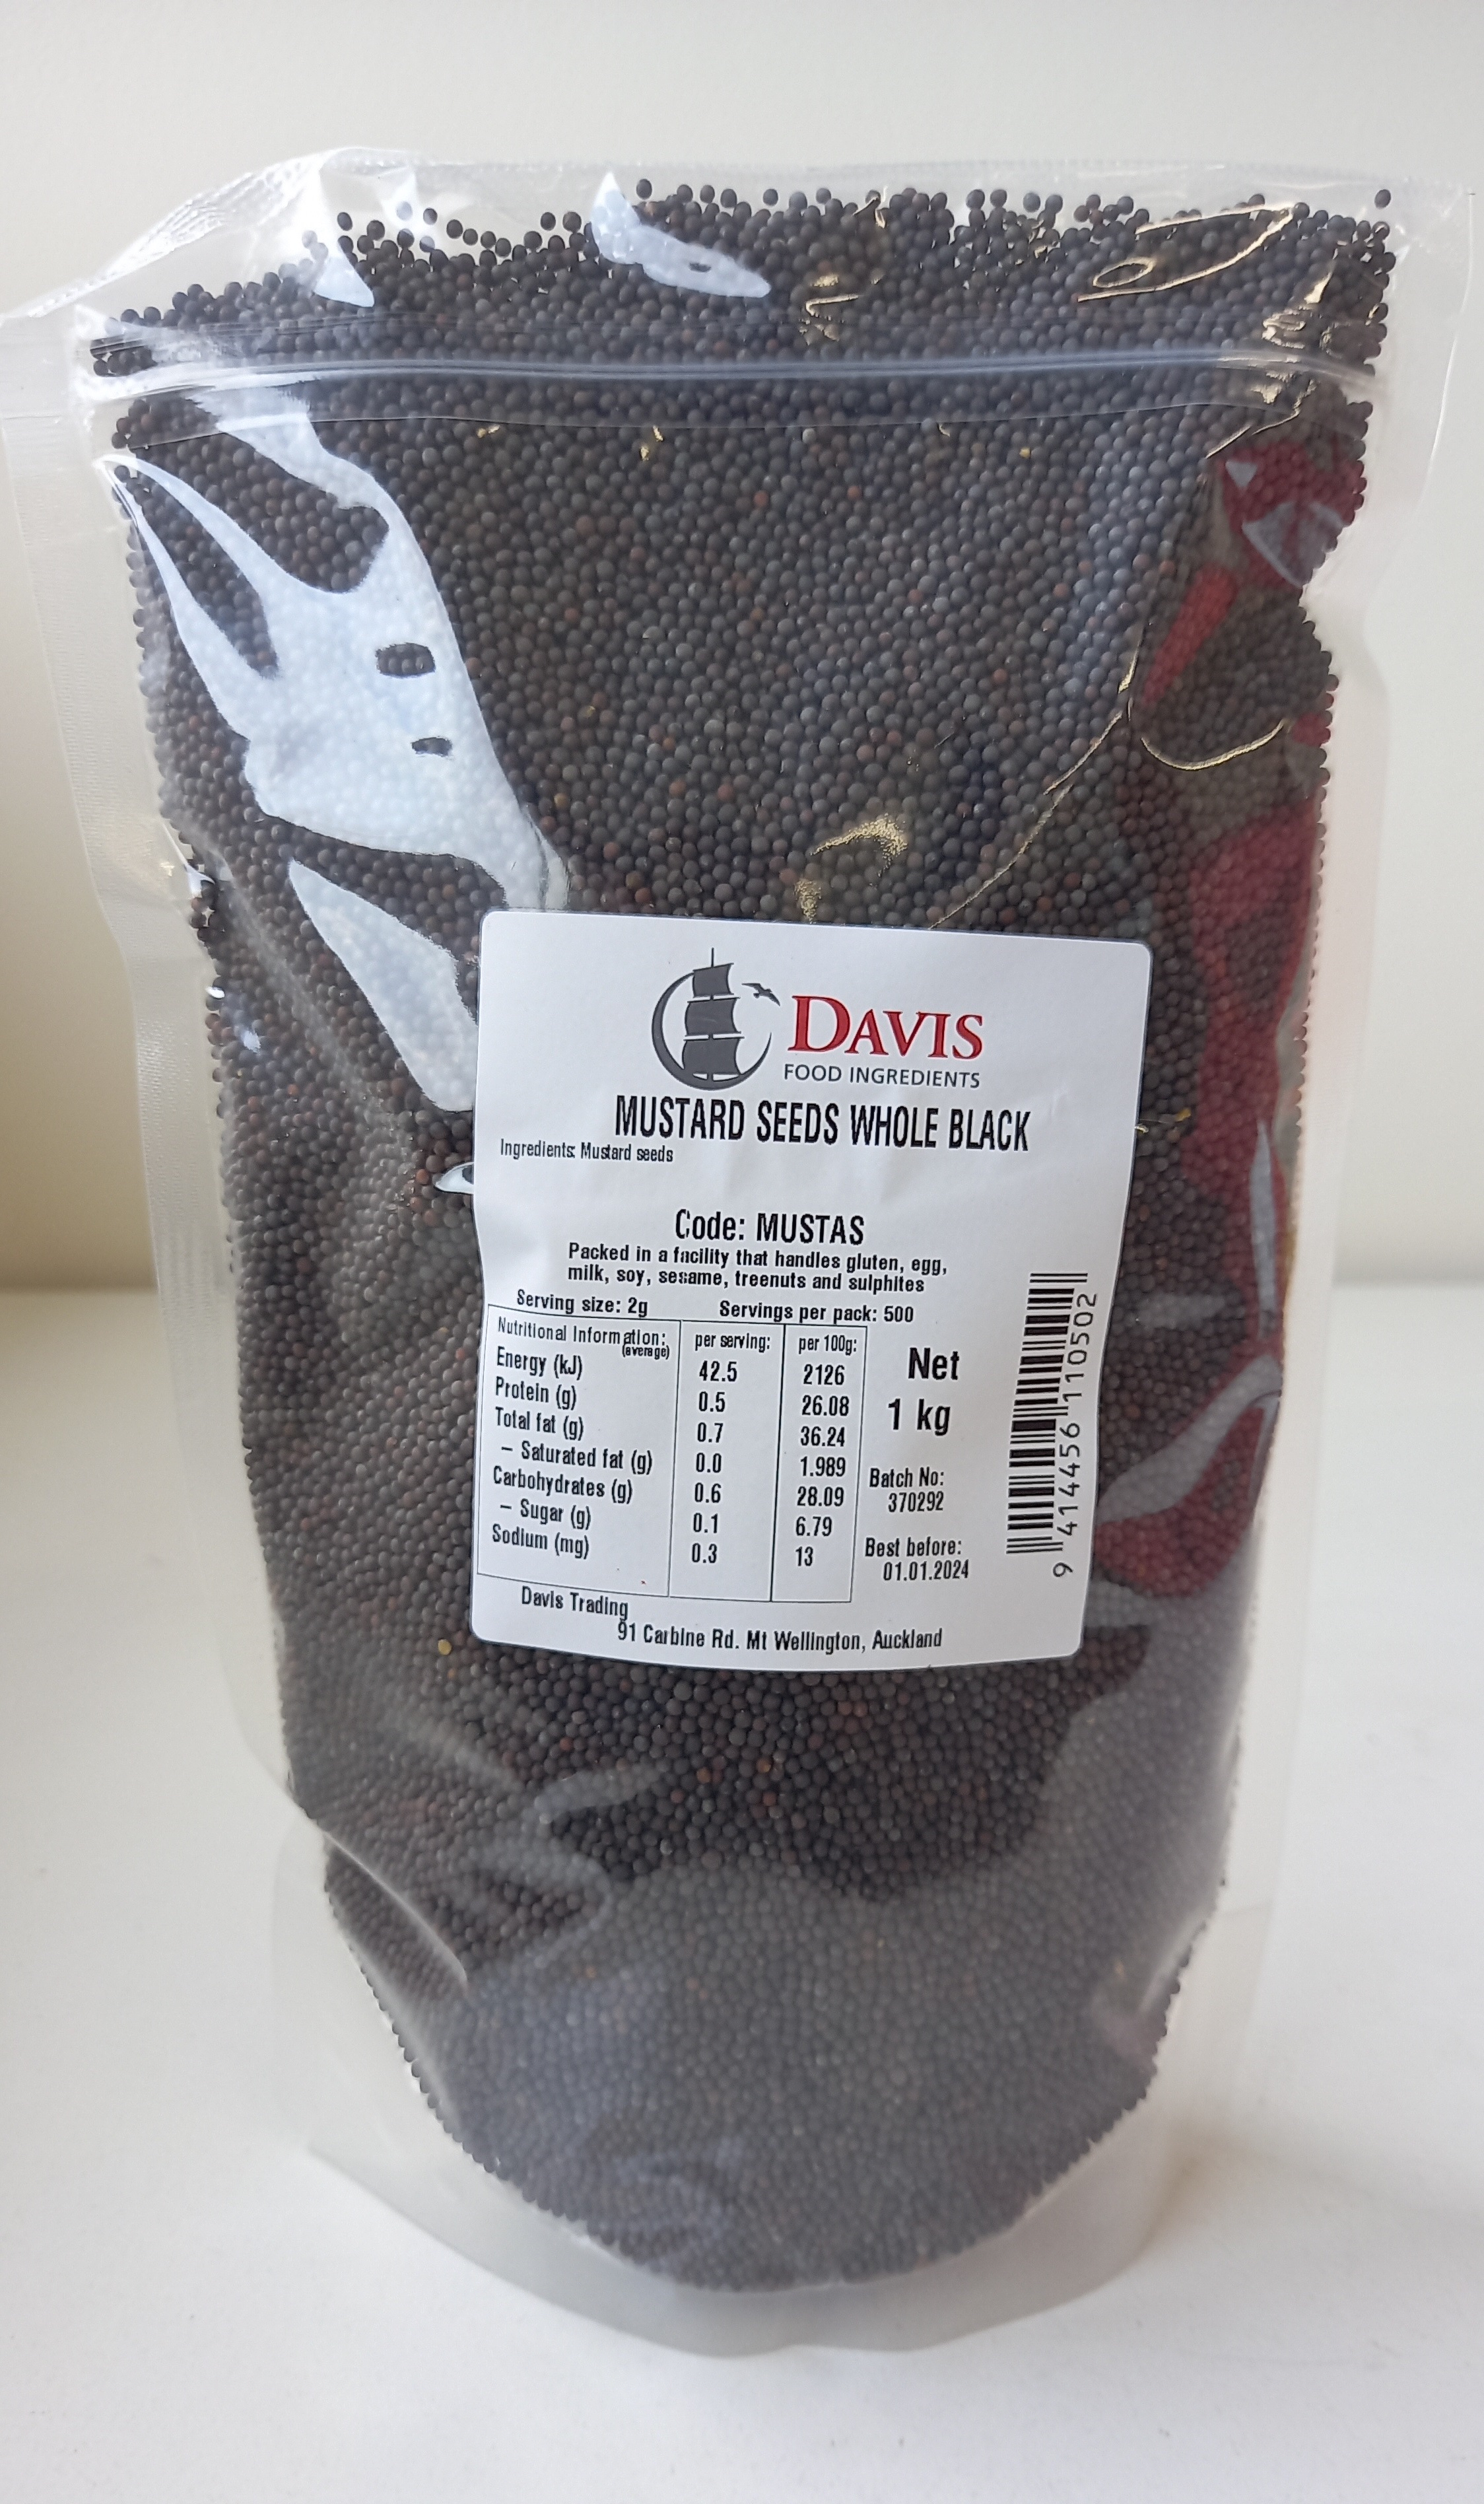 DAVIS
FOOD INGREDIENTS
MUSTARD SEEDS WHOLE BLACK
Ingredients: Mustard seeds
Code: MUSTAS
Packed in a facility that handles gluten, egg,
milk, soy, sesame, treenuts and sulphites
Serving size: 2g Servings per pack: 500
Nutritional Information: (average) per serving: per 100g:
Energy (kJ) 42.5 2126
Protein (g) 0.5 26.08
Total fat (g) 0.7 36.24
– Saturated fat (g) 0.0 1.989
Carbohydrates (g) 0.6 28.09
– Sugar (g) 0.1 6.79
Sodium (mg) 0.3 13
Net
1 kg
Batch No:
370292
Best before:
01.01.2024
9 414456 110502
Davis Trading
91 Carbine Rd. Mt Wellington, Auckland